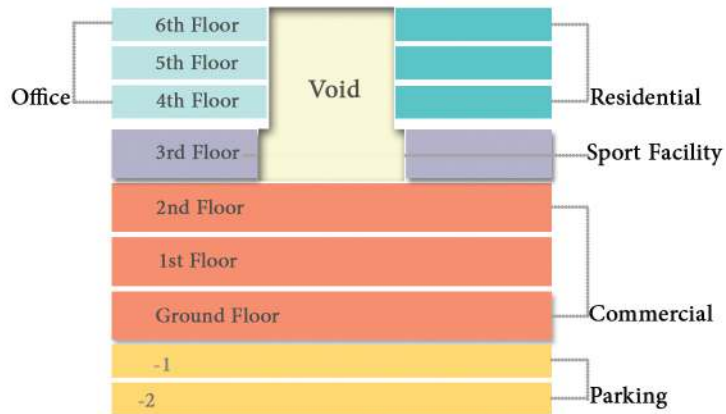 6th Floor
5th Floor
Office
4th Floor
Void
Residential
3rd Floor
Sport Facility
2nd Floor
1st Floor
Ground Floor
Commercial
-1
-2
Parking